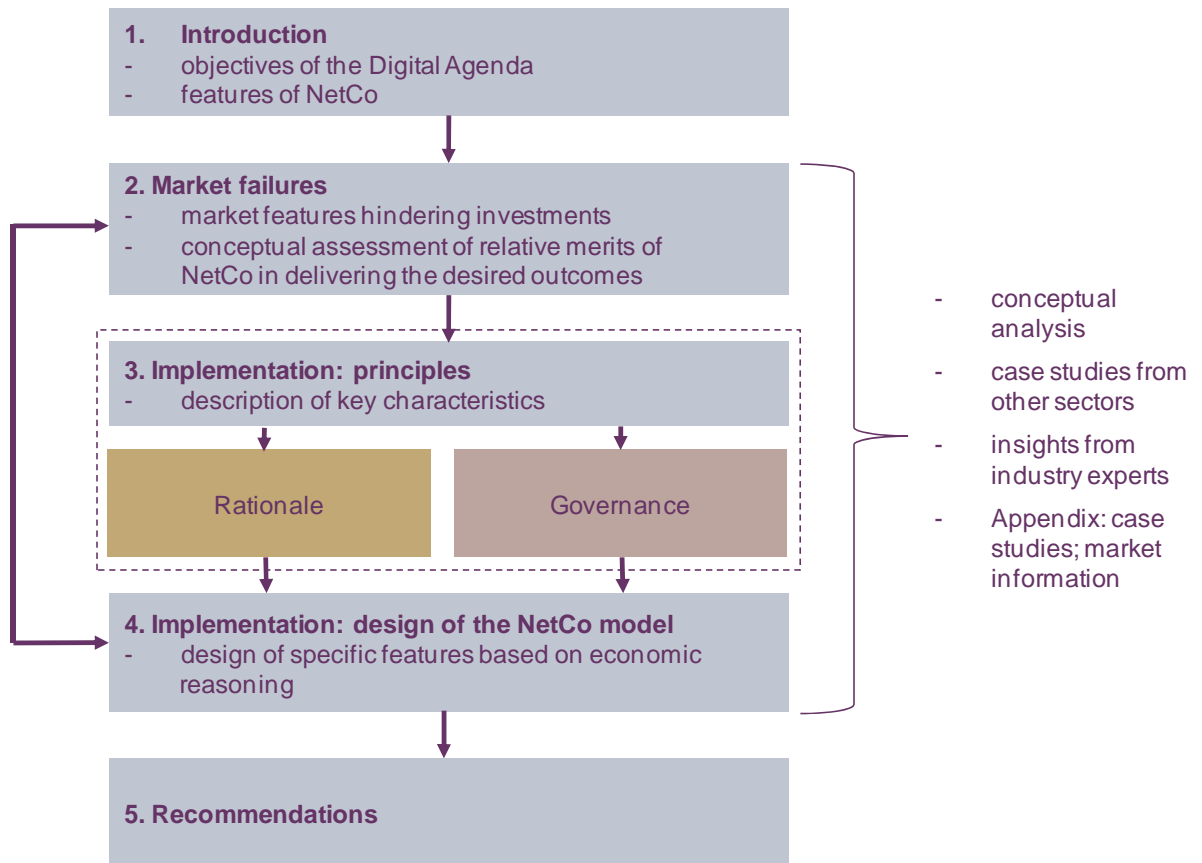 1. Introduction
- objectives of the Digital Agenda
- features of NetCo
2. Market failures
- market features hindering investments
- conceptual assessment of relative merits of
NetCo in delivering the desired outcomes
3. Implementation: principles
- description of key characteristics
Rationale
Governance
4. Implementation: design of the NetCo model
- design of specific features based on economic
reasoning
5. Recommendations
- conceptual
analysis
- case studies from
other sectors
- insights from
industry experts
- Appendix: case
studies; market
information